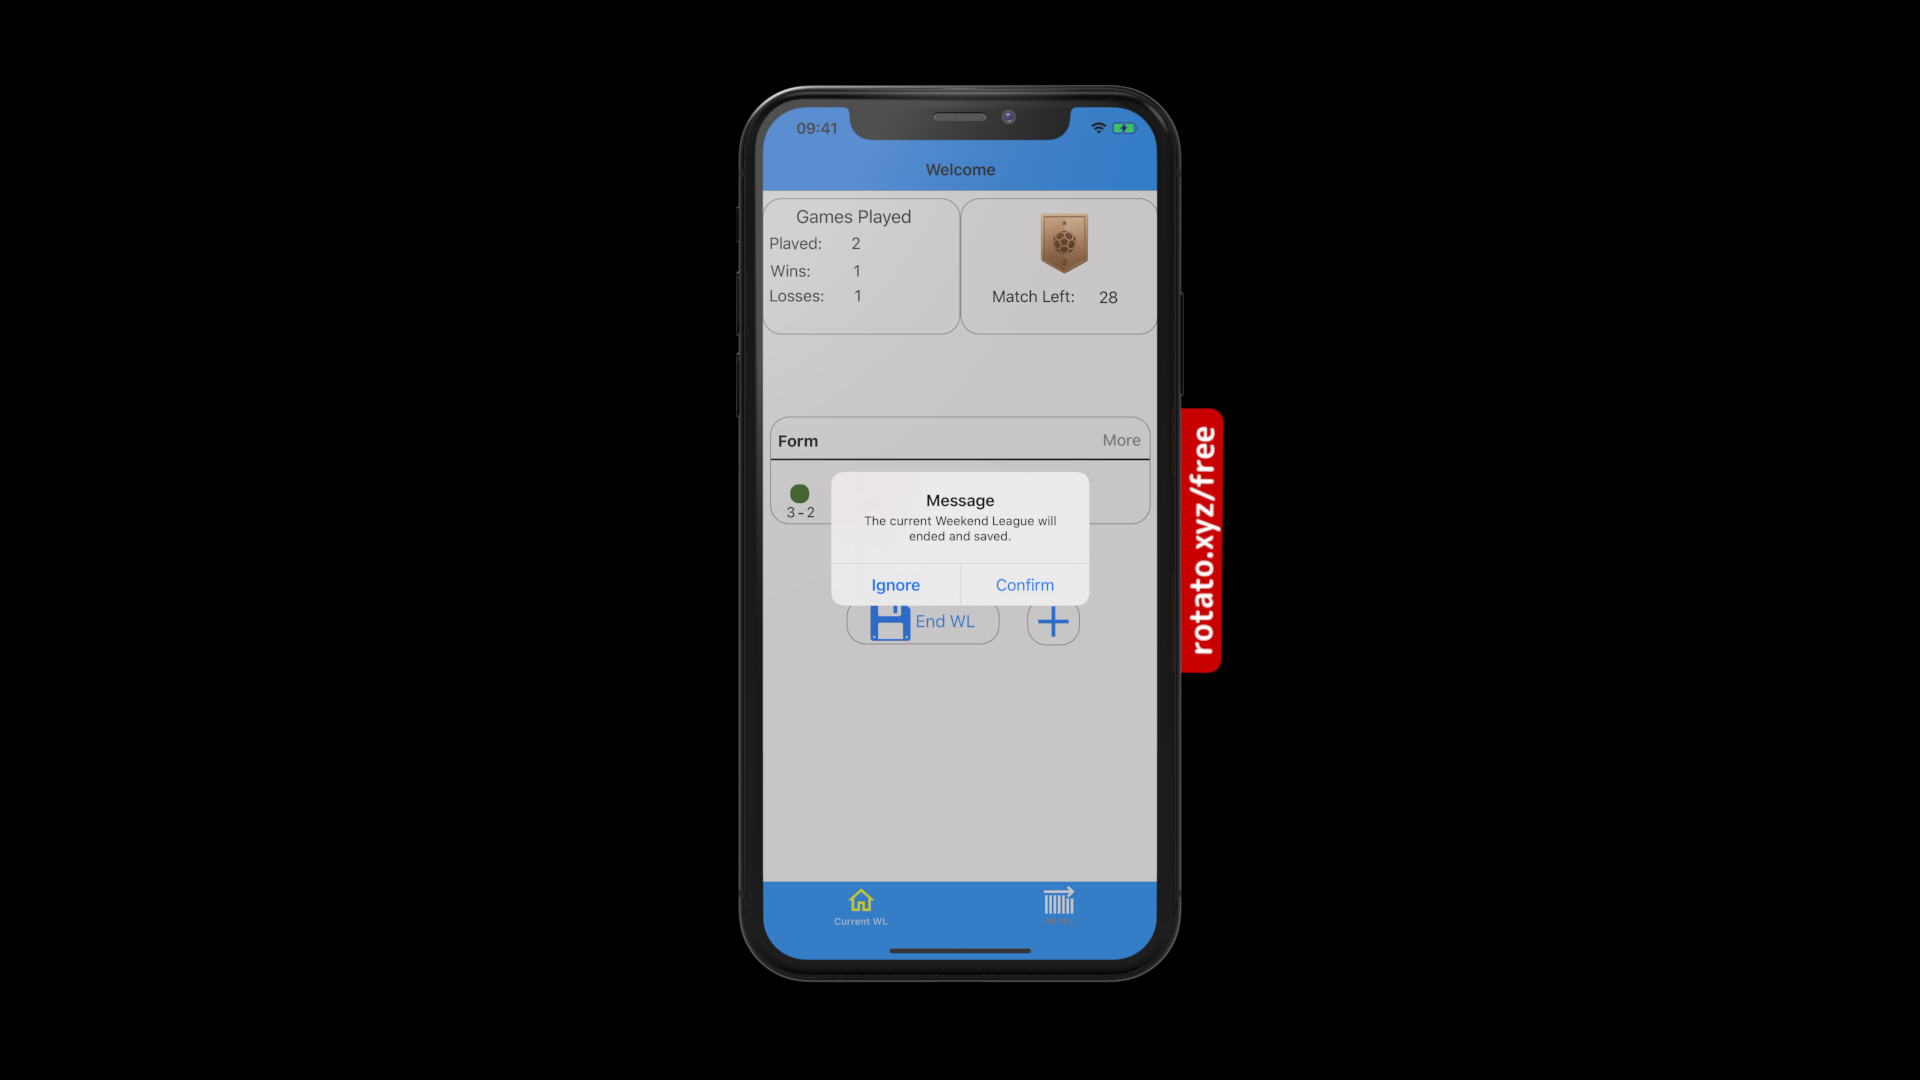 09:41
Welcome
Games Played
Played: 2
Wins: 1
Losses: 1
3
Match Left: 28
Form
More
3 - 2
Message
The current Weekend League will
ended and saved.
Ignore
Confirm
End WL
Current WL
rotato.xyz/free